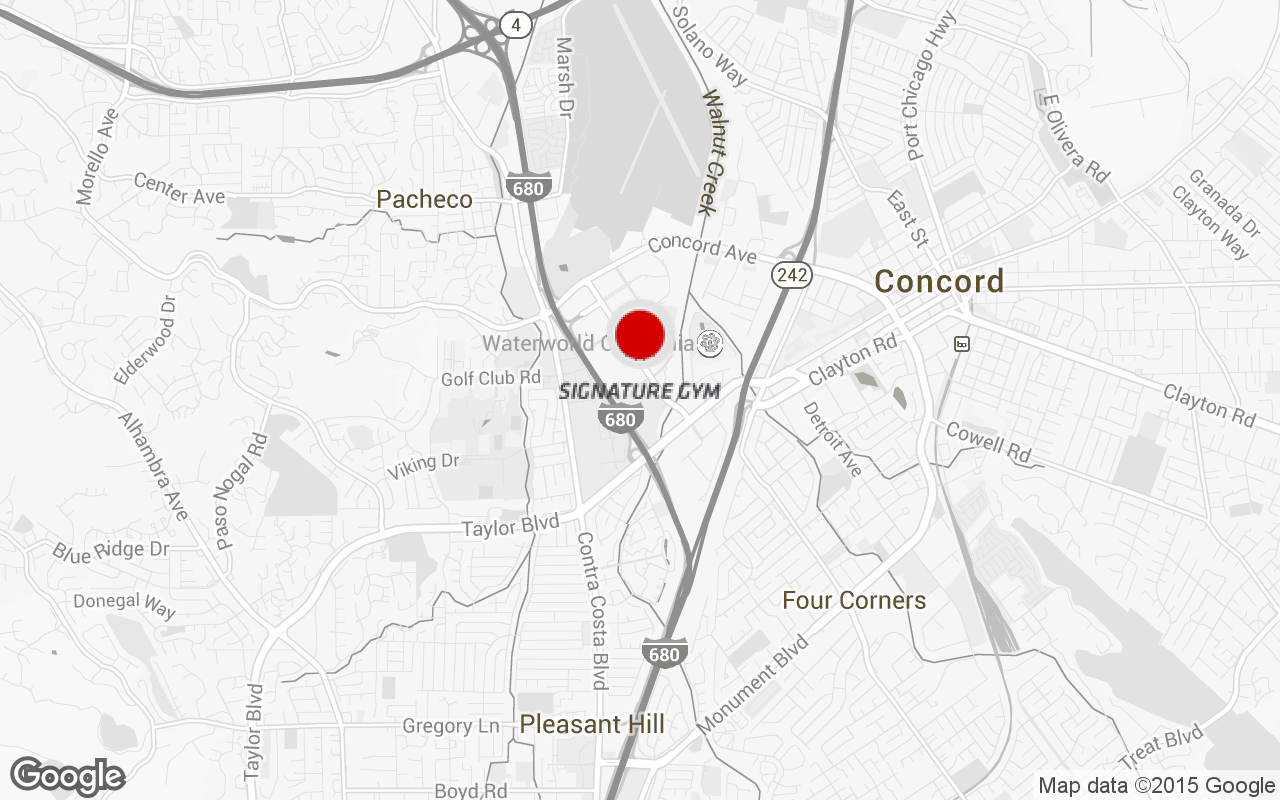 4
Solano Way
Marsh Dr
Port Chicago Hwy
Walnut Creek
E Olivera Rd
Morello Ave
Center Ave
680
Pacheco
Granada Dr
Clayton Way
East St
Concord Ave
242
Concord
Elderwood Dr
Waterworld C
nia
Golf Club Rd
SIGNATURE GYM
680
Clayton Rd
Clayton Rd
Alhambra Ave
Paso Nogal Rd
Viking Dr
Detroit Ave
Cowell Rd
Taylor Blvd
Blue Ridge Dr
Contra Costa Blvd
Donegal Way
Four Corners
680
Monument Blvd
Taylor Blvd
Gregory Ln
Pleasant Hill
Treat Blvd
Boyd Rd
Google
Map data ©2015 Google